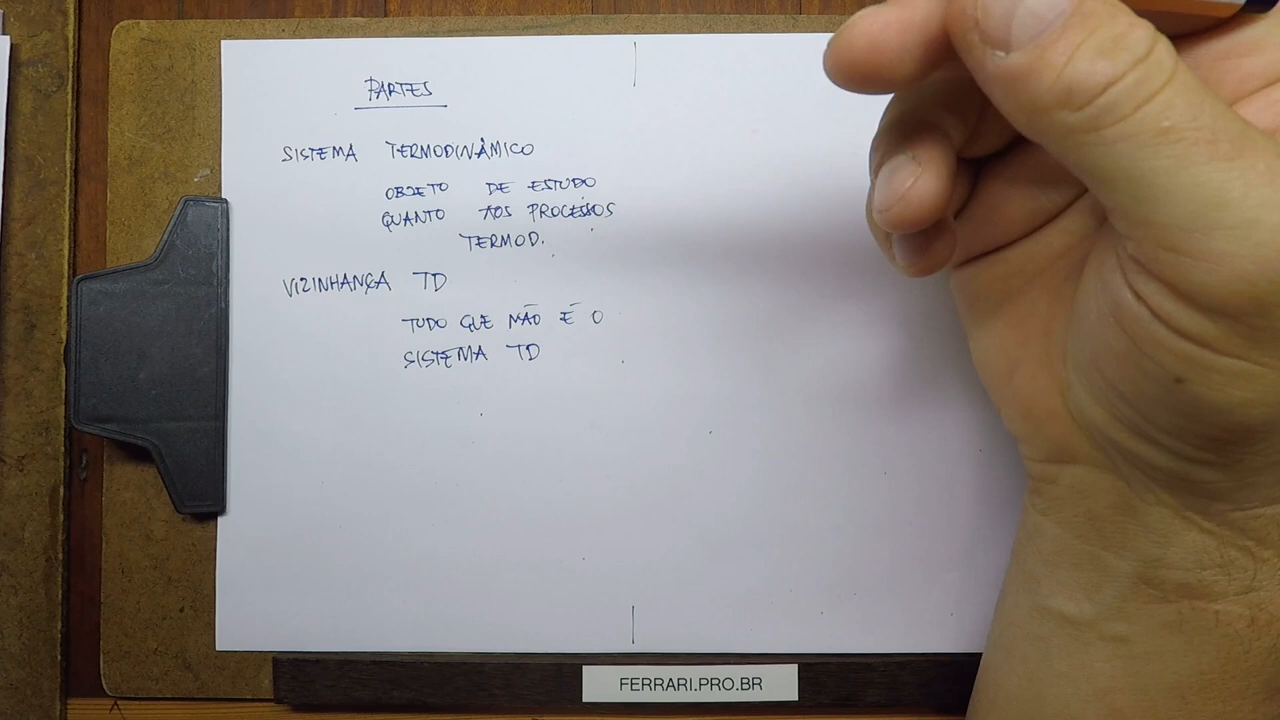 PARTES
SISTEMA TERMODINÂMICO
OBJETO DE ESTUDO
QUANTO AOS PROCESSOS
TERMOD.
VIZINHANÇA TD
TUDO QUE NÃO É O
SISTEMA TD
FERRARI.PRO.BR